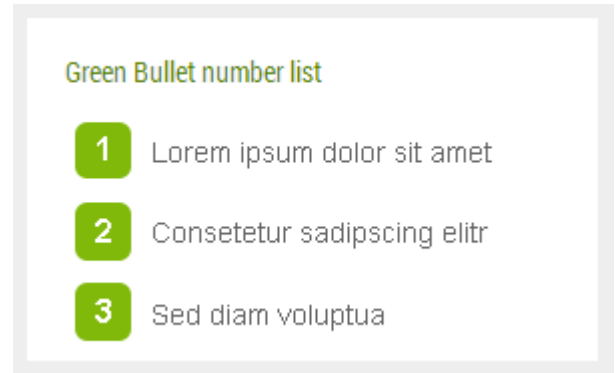 Green Bullet number list
1 Lorem ipsum dolor sit amet
2 Consetetur sadipscing elitr
3 Sed diam voluptua